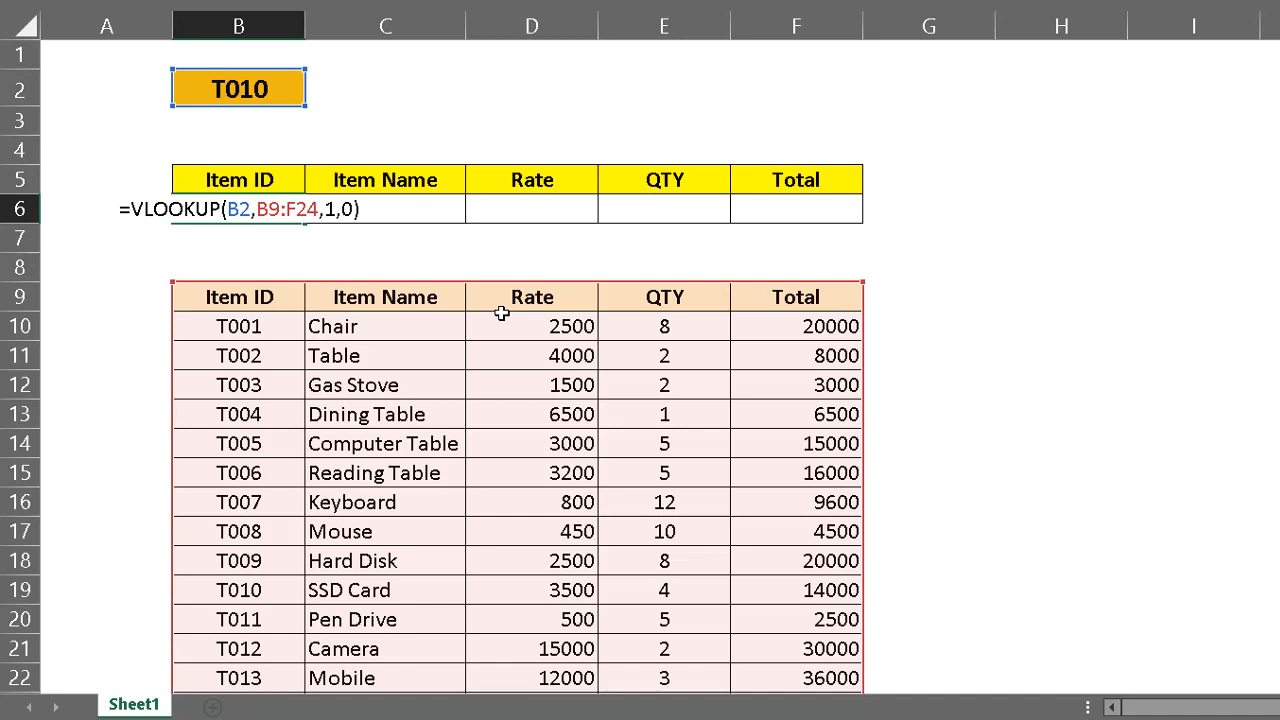 A B C D E F G H I
1
2 T010
3
4
5 Item ID Item Name Rate QTY Total
6 =VLOOKUP(B2,B9:F24,1,0)
7
8
9 Item ID Item Name Rate QTY Total
10 T001 Chair 2500 8 20000
11 T002 Table 4000 2 8000
12 T003 Gas Stove 1500 2 3000
13 T004 Dining Table 6500 1 6500
14 T005 Computer Table 3000 5 15000
15 T006 Reading Table 3200 5 16000
16 T007 Keyboard 800 12 9600
17 T008 Mouse 450 10 4500
18 T009 Hard Disk 2500 8 20000
19 T010 SSD Card 3500 4 14000
20 T011 Pen Drive 500 5 2500
21 T012 Camera 15000 2 30000
22 T013 Mobile 12000 3 36000
Sheet1